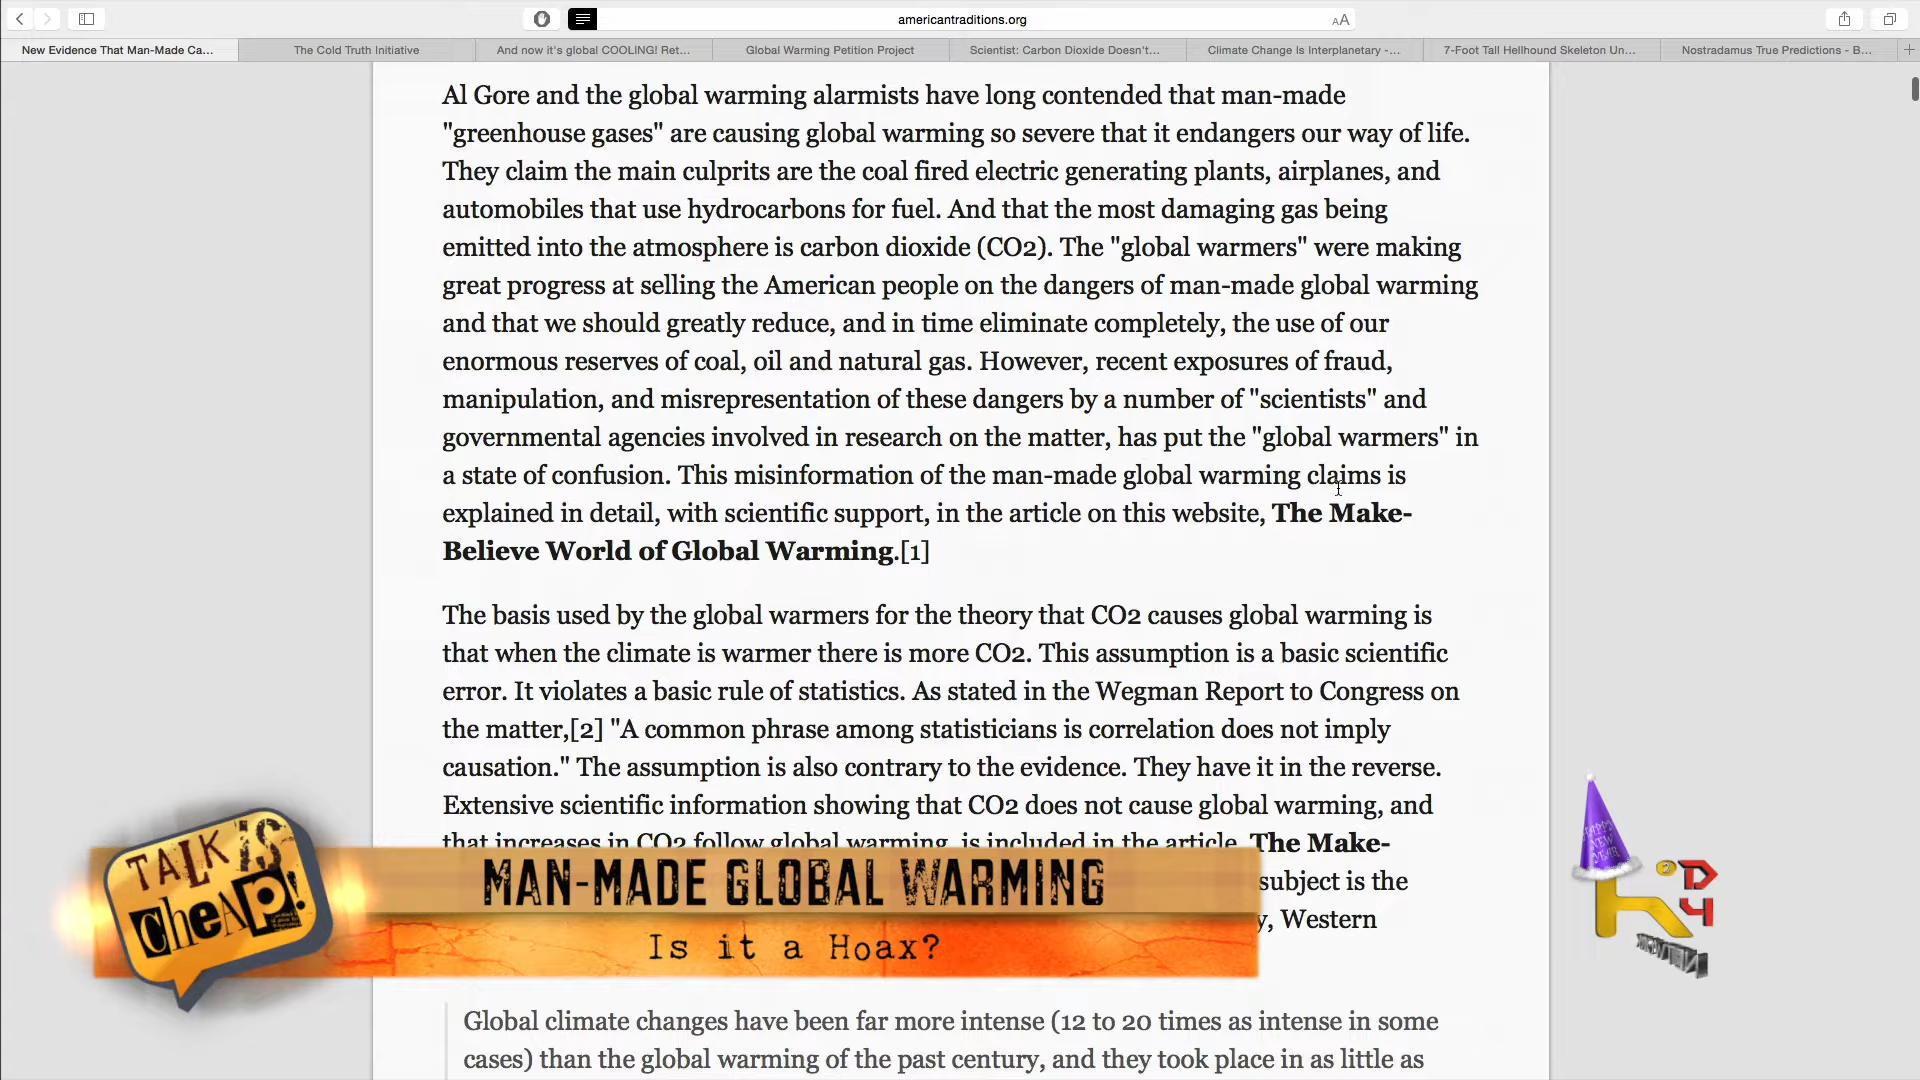 americantraditions.org
AA
New Evidence That Man-Made Ca...
The Cold Truth Initiative
And now it's global COOLING! Ret...
Global Warming Petition Project
Scientist: Carbon Dioxide Doesn't...
Climate Change Is Interplanetary -...
7-Foot Tall Hellhound Skeleton Un...
Nostradamus True Predictions - B...
Al Gore and the global warming alarmists have long contended that man-made
"greenhouse gases" are causing global warming so severe that it endangers our way of life.
They claim the main culprits are the coal fired electric generating plants, airplanes, and
automobiles that use hydrocarbons for fuel. And that the most damaging gas being
emitted into the atmosphere is carbon dioxide (CO2). The "global warmers" were making
great progress at selling the American people on the dangers of man-made global warming
and that we should greatly reduce, and in time eliminate completely, the use of our
enormous reserves of coal, oil and natural gas. However, recent exposures of fraud,
manipulation, and misrepresentation of these dangers by a number of "scientists" and
governmental agencies involved in research on the matter, has put the "global warmers" in
a state of confusion. This misinformation of the man-made global warming claims is
explained in detail, with scientific support, in the article on this website, The Make-
Believe World of Global Warming.[1]
The basis used by the global warmers for the theory that CO2 causes global warming is
that when the climate is warmer there is more CO2. This assumption is a basic scientific
error. It violates a basic rule of statistics. As stated in the Wegman Report to Congress on
the matter,[2] "A common phrase among statisticians is correlation does not imply
causation." The assumption is also contrary to the evidence. They have it in the reverse.
Extensive scientific information showing that CO2 does not cause global warming, and
that increases in CO2 follow global warming, is included in the article, The Make-
subject is the
y, Western
TALK IS
CHEAP!
MAN-MADE GLOBAL WARMING
Is it a Hoax?
HAPPY
NEW
YEAR
Global climate changes have been far more intense (12 to 20 times as intense in some
cases) than the global warming of the past century, and they took place in as little as